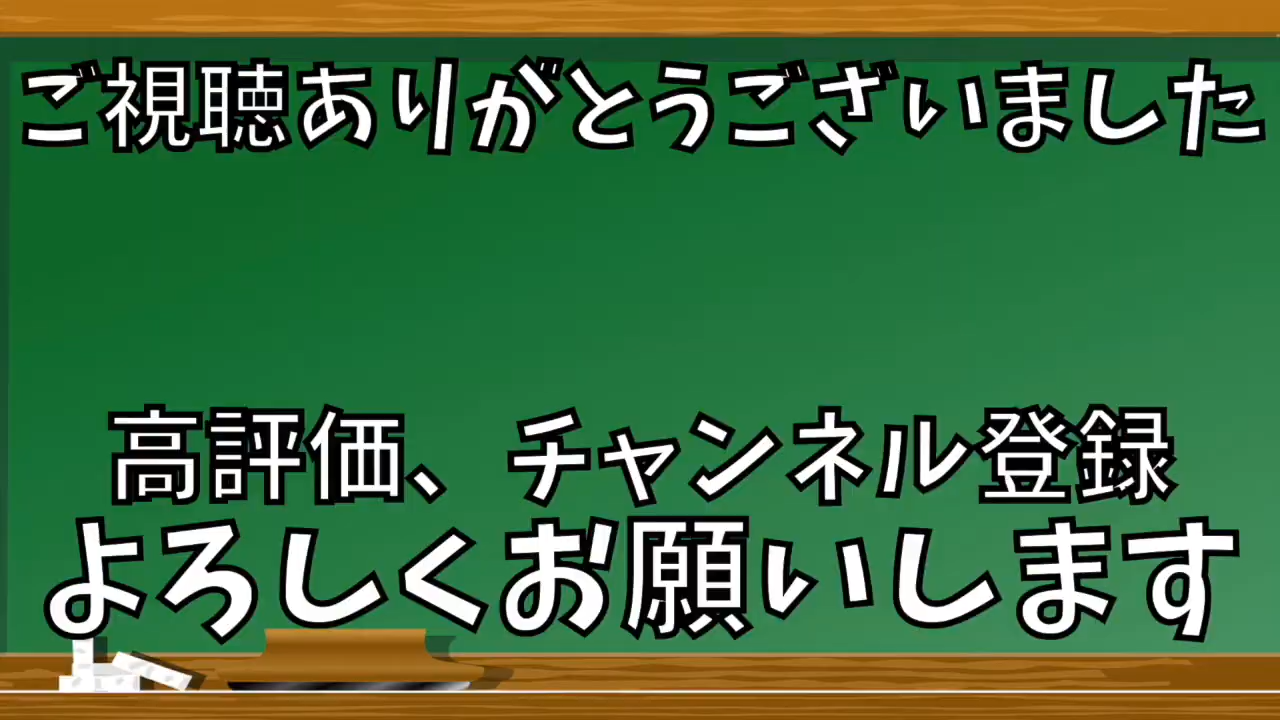 ご視聴ありがとうございました
高評価、チャンネル登録
よろしくお願いします